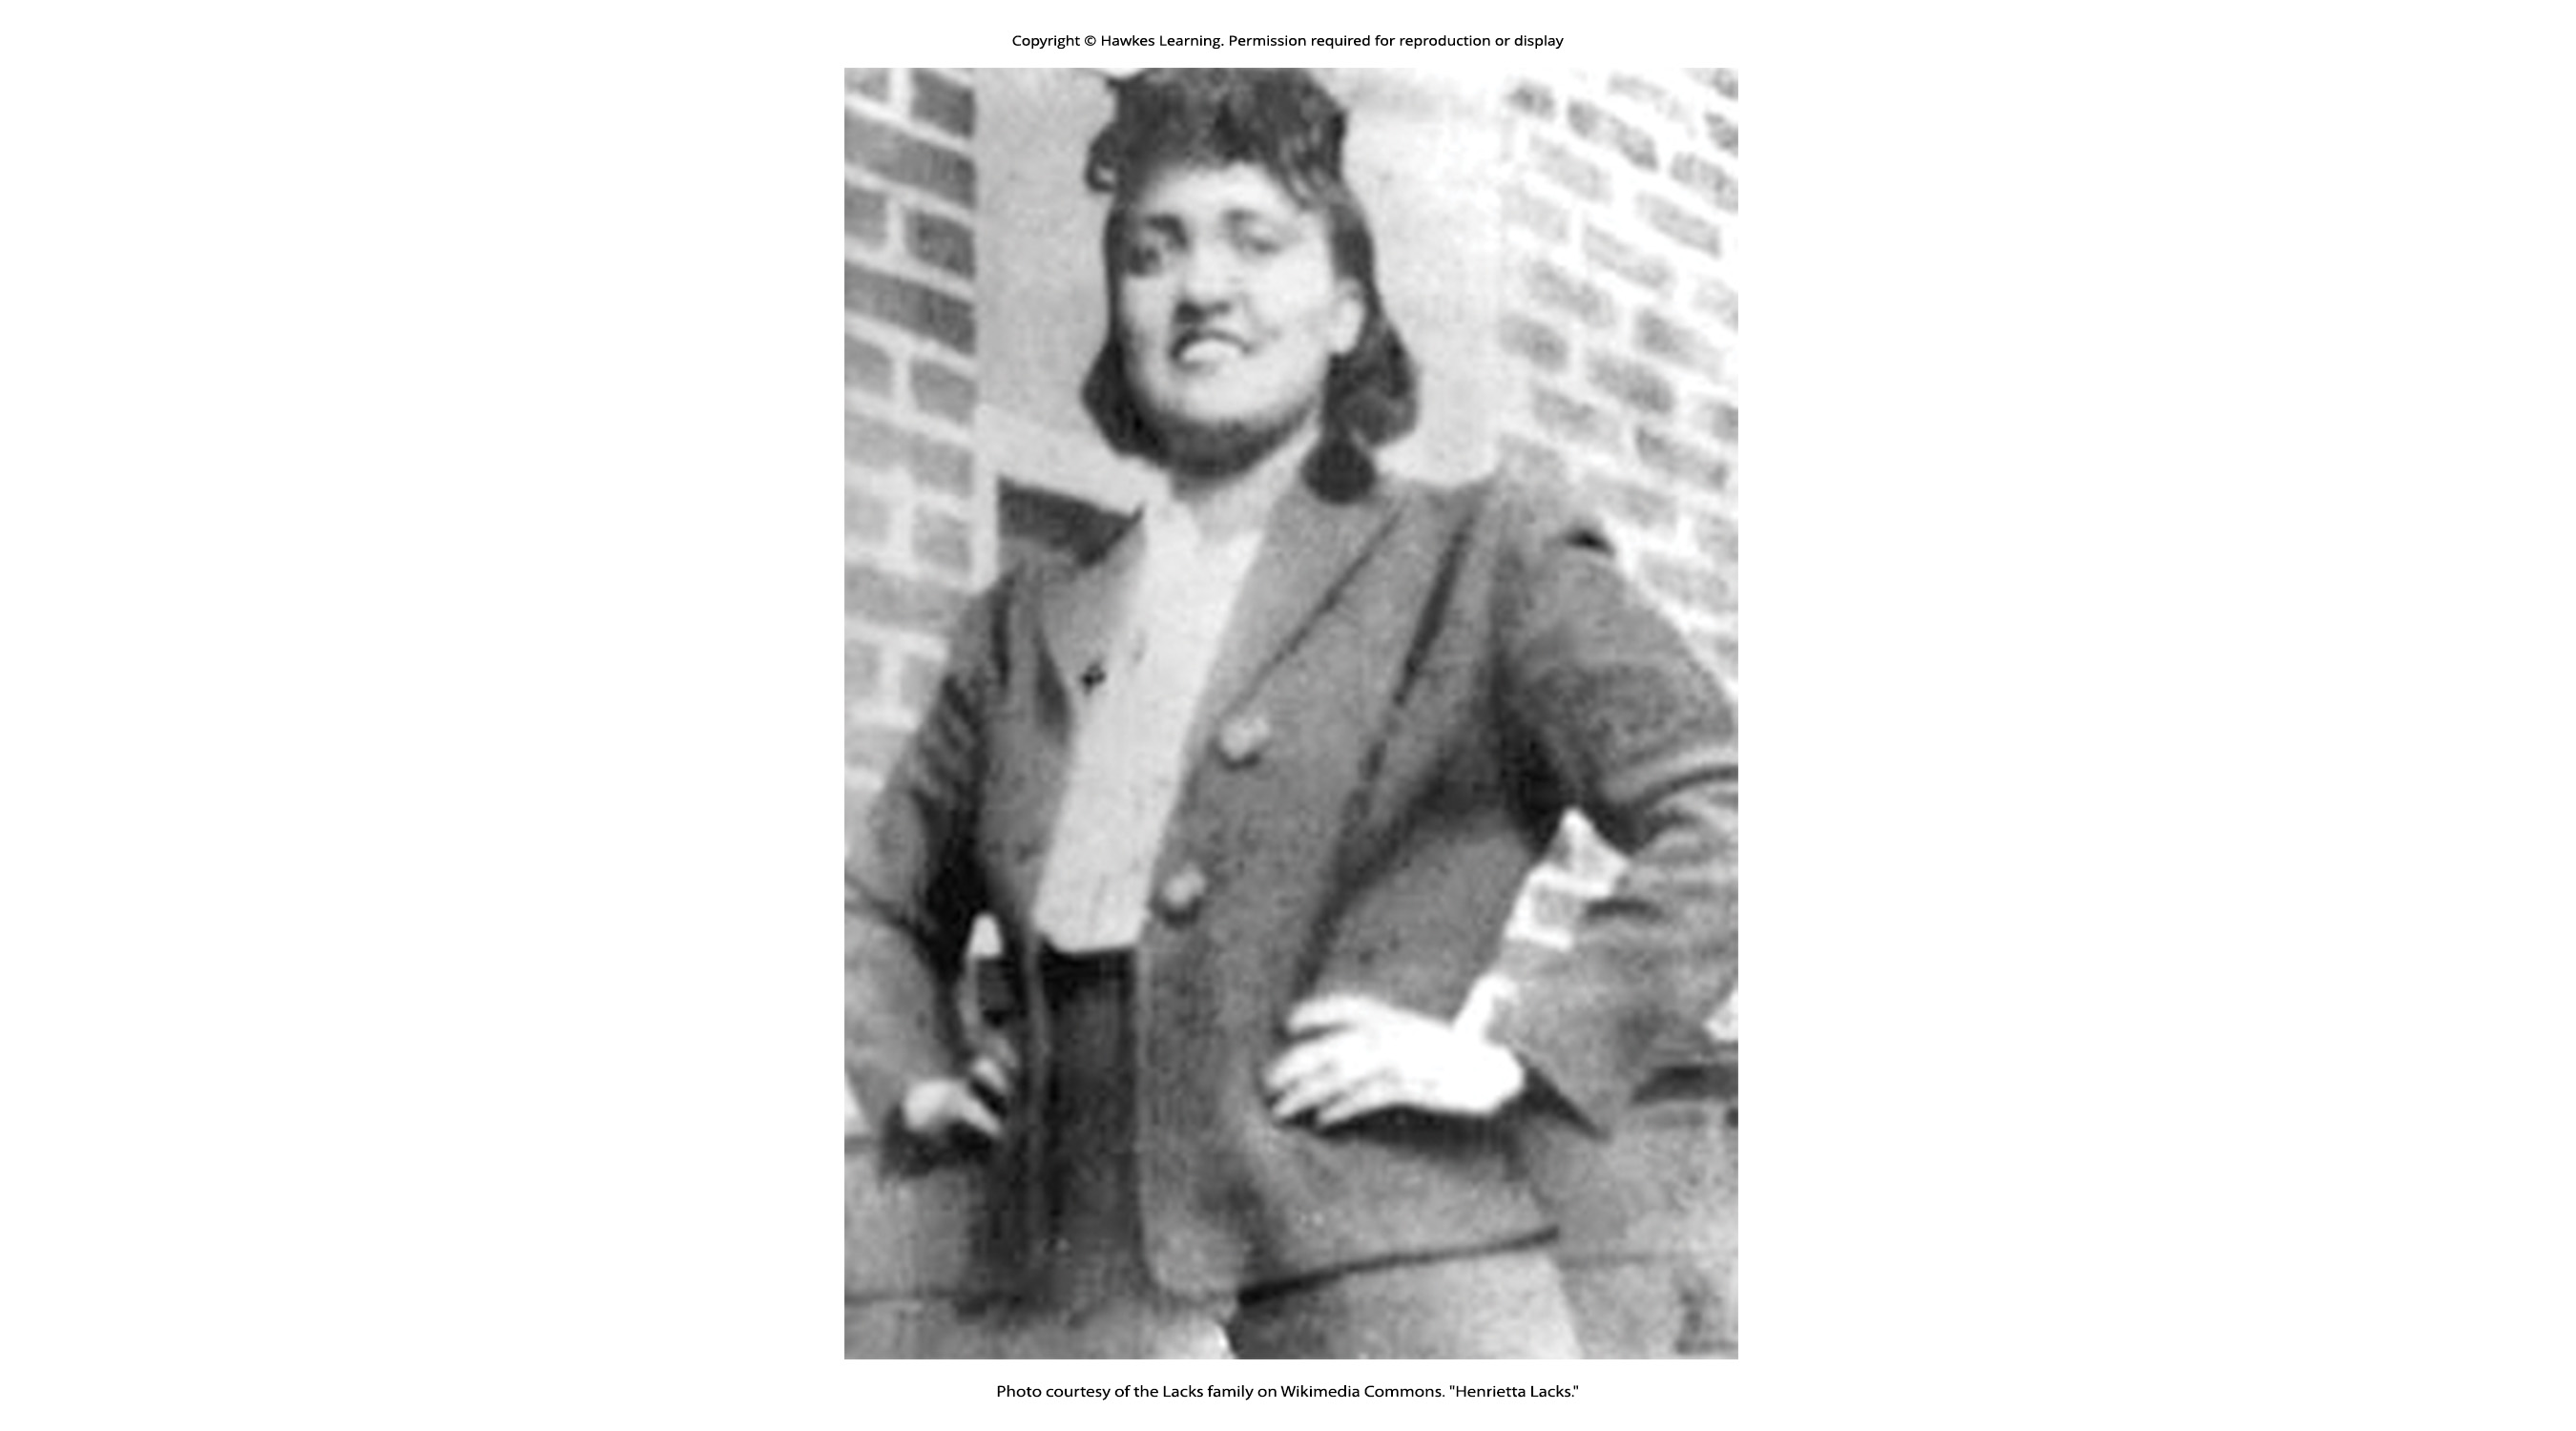 Copyright © Hawkes Learning. Permission required for reproduction or display
Photo courtesy of the Lacks family on Wikimedia Commons. "Henrietta Lacks."